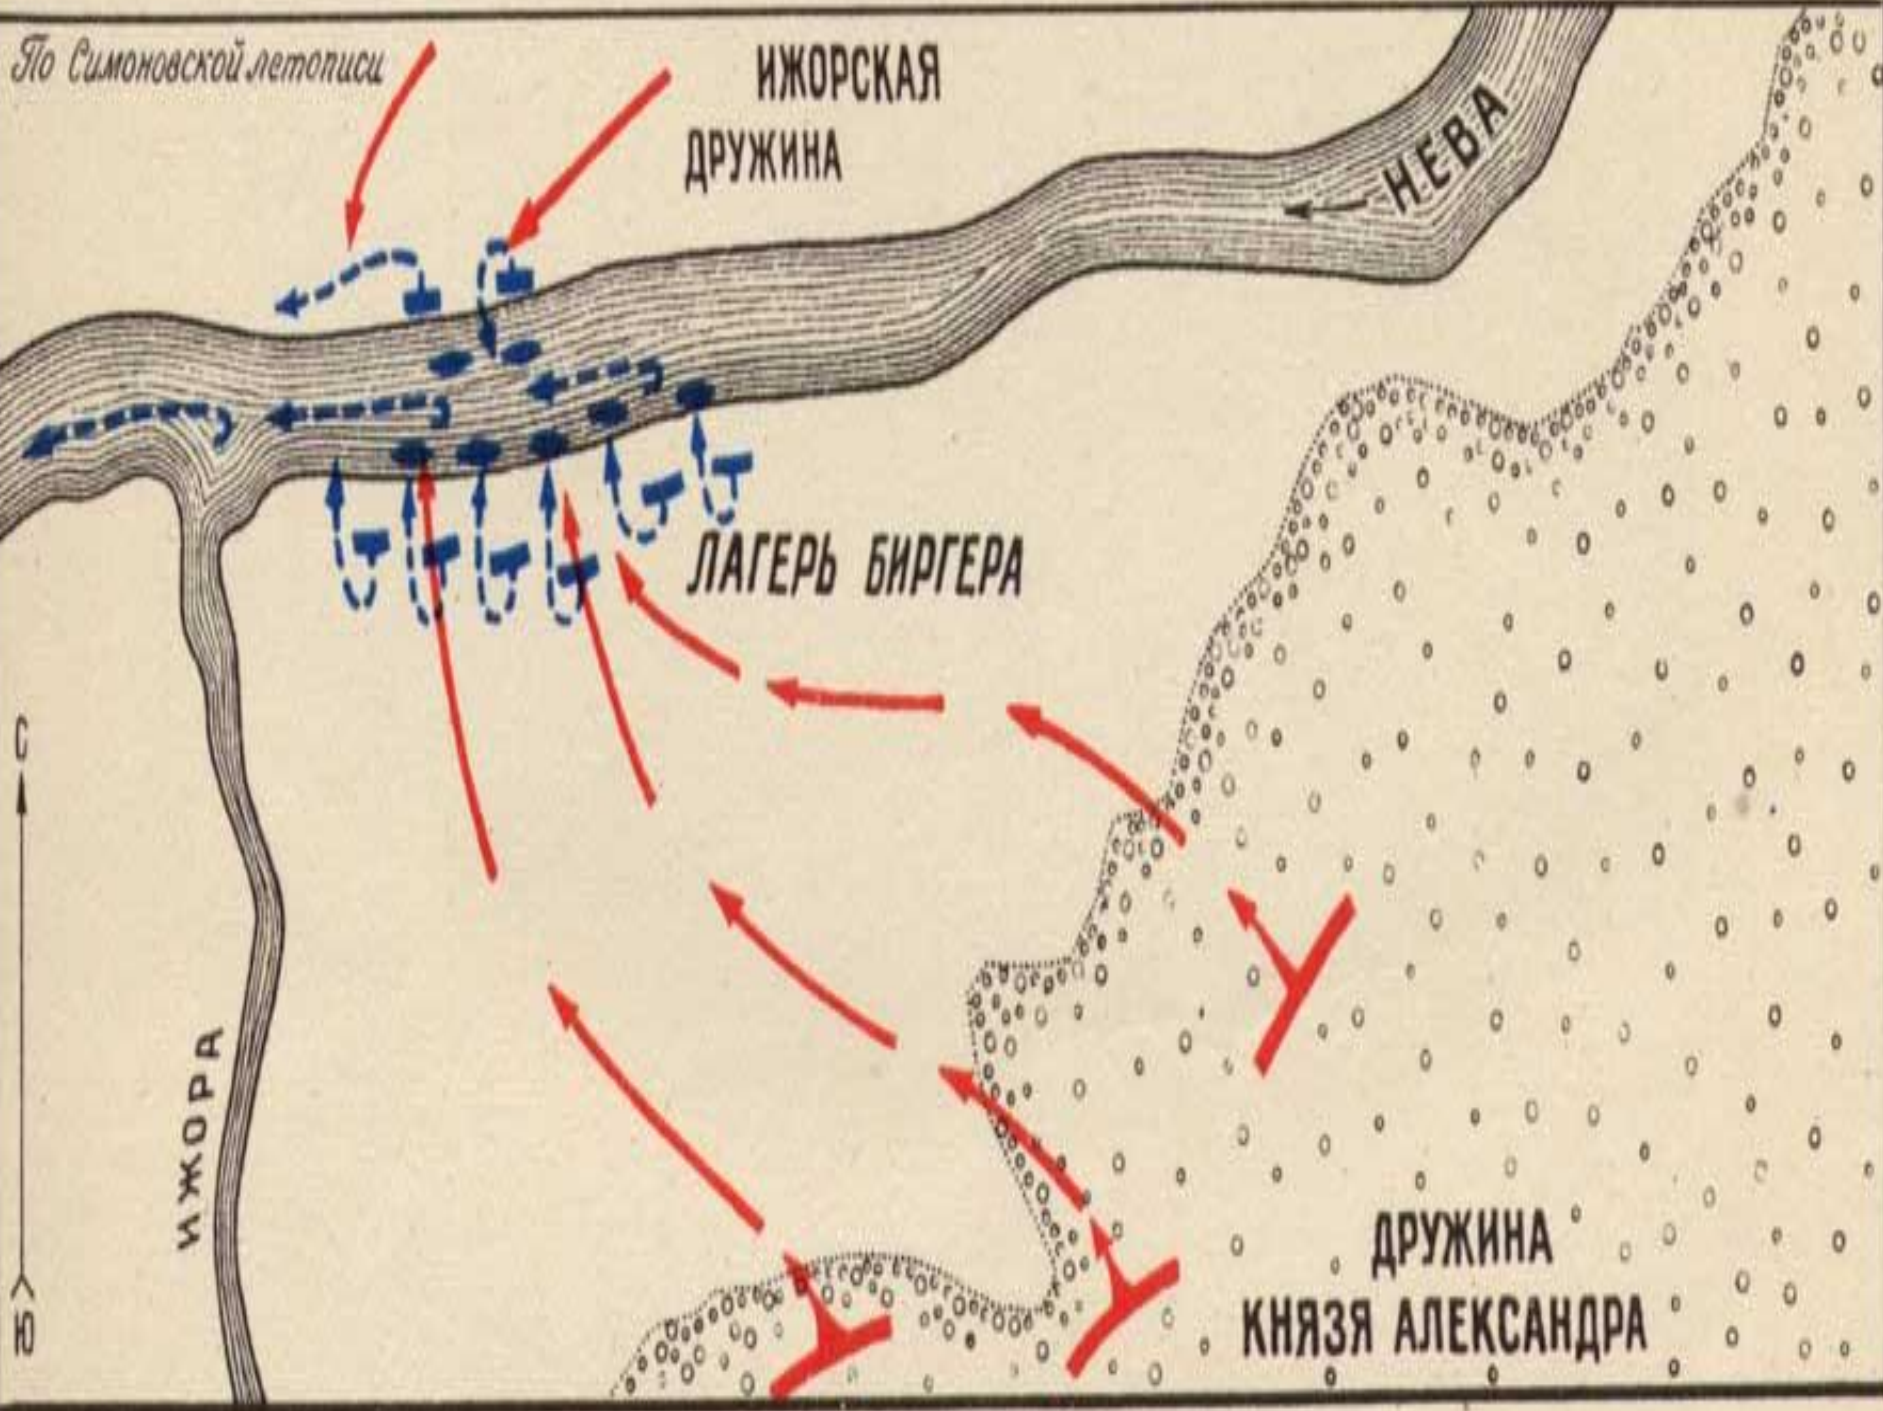 По Симоновской летописи
ИЖОРСКАЯ
ДРУЖИНА
НЕВА
ЛАГЕРЬ БИРГЕРА
С
Ю
ИЖОРА
ДРУЖИНА
КНЯЗЯ АЛЕКСАНДРА